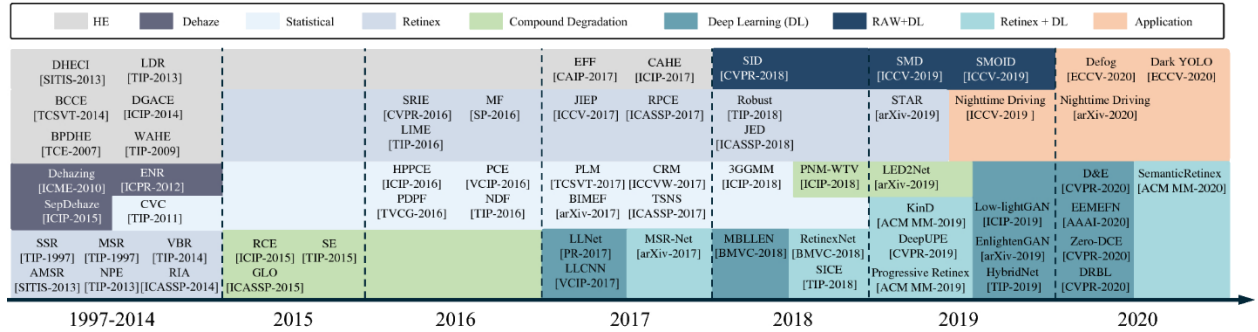 HE
Dehaze
Statistical
Retinex
Compound Degradation
Deep Learning (DL)
RAW+DL
Retinex + DL
Application
DHECI
[SITIS-2013]
LDR
[TIP-2013]
BCCE
[TCSVT-2014]
DGACE
[ICIP-2014]
BPDHE
[TCE-2007]
WAHE
[TIP-2009]
Dehazing
[ICME-2010]
ENR
[ICPR-2012]
SepDehaze
[ICIP-2015]
CVC
[TIP-2011]
SSR
[TIP-1997]
MSR
[TIP-1997]
VBR
[TIP-2014]
AMSR
[SITIS-2013]
NPE
[TIP-2013]
RIA
[ICASSP-2014]
RCE
[ICIP-2015]
SE
[TIP-2015]
GLO
[ICASSP-2015]
SRIE
[CVPR-2016]
MF
[SP-2016]
LIME
[TIP-2016]
HPPCE
[ICIP-2016]
PCE
[VCIP-2016]
PDPF
[TVCG-2016]
NDF
[TIP-2016]
EFF
[CAIP-2017]
CAHE
[ICIP-2017]
JIEP
[ICCV-2017]
RPCE
[ICASSP-2017]
PLM
[TCSVT-2017]
CRM
[ICCVW-2017]
BIMEF
[arXiv-2017]
TSNS
[ICASSP-2017]
LLNet
[PR-2017]
MSR-Net
[arXiv-2017]
LLCNN
[VCIP-2017]
SID
[CVPR-2018]
Robust
[TIP-2018]
JED
[ICASSP-2018]
3GGMM
[ICIP-2018]
PNM-WTV
[ICIP-2018]
MBLLEN
[BMVC-2018]
RetinexNet
[BMVC-2018]
SICE
[TIP-2018]
SMD
[ICCV-2019]
SMOID
[ICCV-2019]
STAR
[arXiv-2019]
Nighttime Driving
[ICCV-2019 ]
LED2Net
[arXiv-2019]
KinD
[ACM MM-2019]
Low-lightGAN
[ICIP-2019]
DeepUPE
[CVPR-2019]
EnlightenGAN
[arXiv-2019]
Progressive Retinex
[ACM MM-2019]
HybridNet
[TIP-2019]
Defog
[ECCV-2020]
Dark YOLO
[ECCV-2020]
Nighttime Driving
[arXiv-2020]
D&E
[CVPR-2020]
SemanticRetinex
[ACM MM-2020]
EEMEFN
[AAAI-2020]
Zero-DCE
[CVPR-2020]
DRBL
[CVPR-2020]
1997-2014
2015
2016
2017
2018
2019
2020